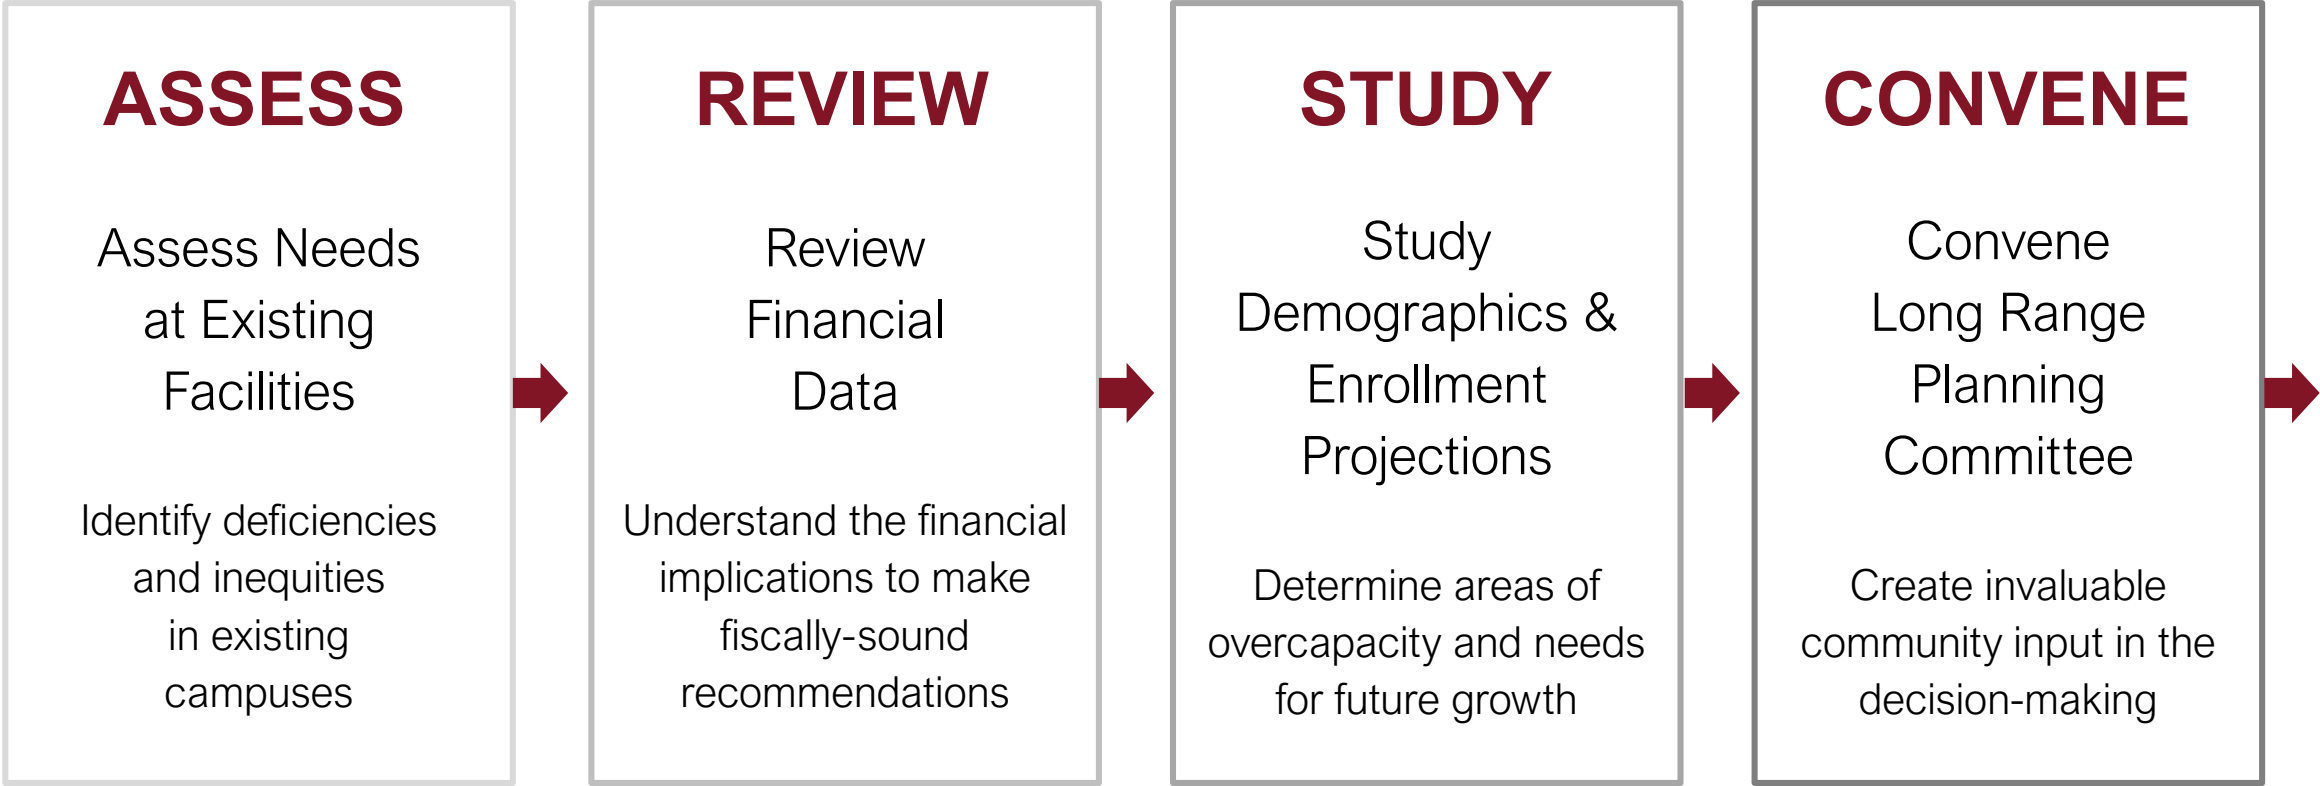 ASSESS
Assess Needs
at Existing
Facilities
Identify deficiencies
and inequities
in existing
campuses
REVIEW
Review
Financial
Data
Understand the financial
implications to make
fiscally-sound
recommendations
STUDY
Study
Demographics &
Enrollment
Projections
Determine areas of
overcapacity and needs
for future growth
CONVENE
Convene
Long Range
Planning
Committee
Create invaluable
community input in the
decision-making